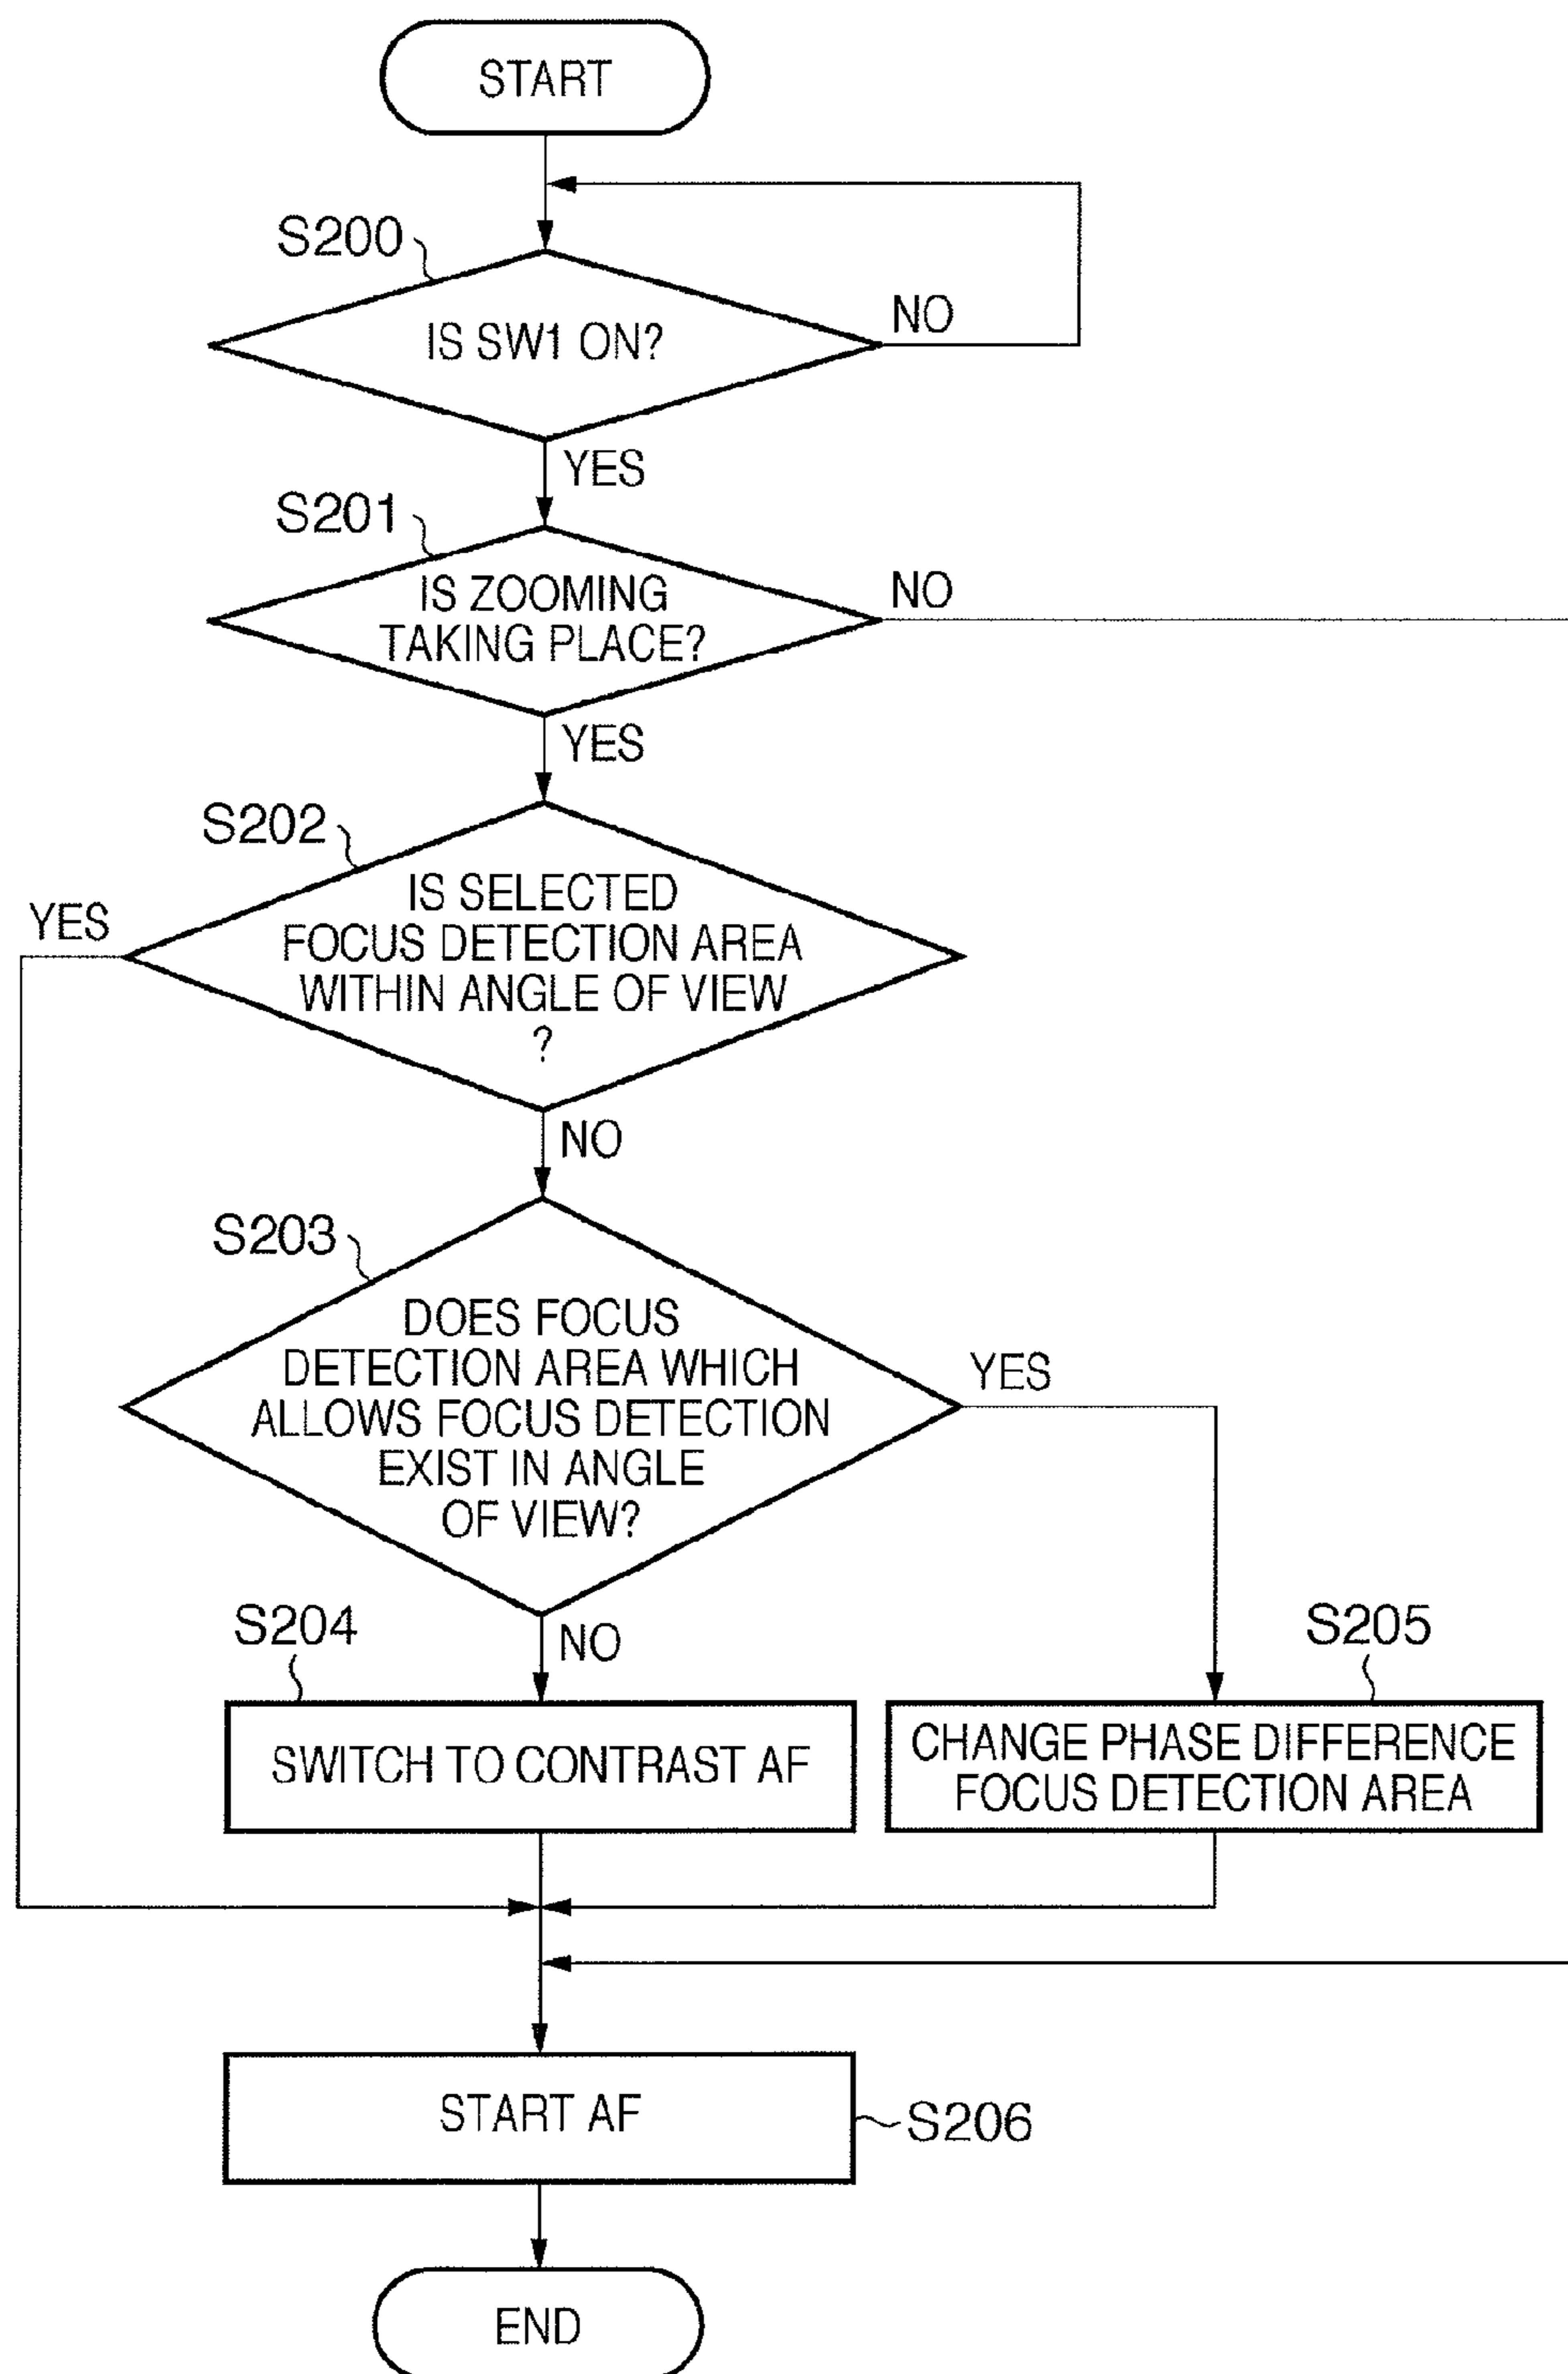 START
S200
IS SW1 ON?
NO
YES
S201
IS ZOOMING
TAKING PLACE?
NO
YES
S202
IS SELECTED
FOCUS DETECTION AREA
WITHIN ANGLE OF VIEW
?
YES
NO
S203
DOES FOCUS
DETECTION AREA WHICH
ALLOWS FOCUS DETECTION
EXIST IN ANGLE
OF VIEW?
YES
NO
S204
SWITCH TO CONTRAST AF
S205
CHANGE PHASE DIFFERENCE
FOCUS DETECTION AREA
START AF
S206
END